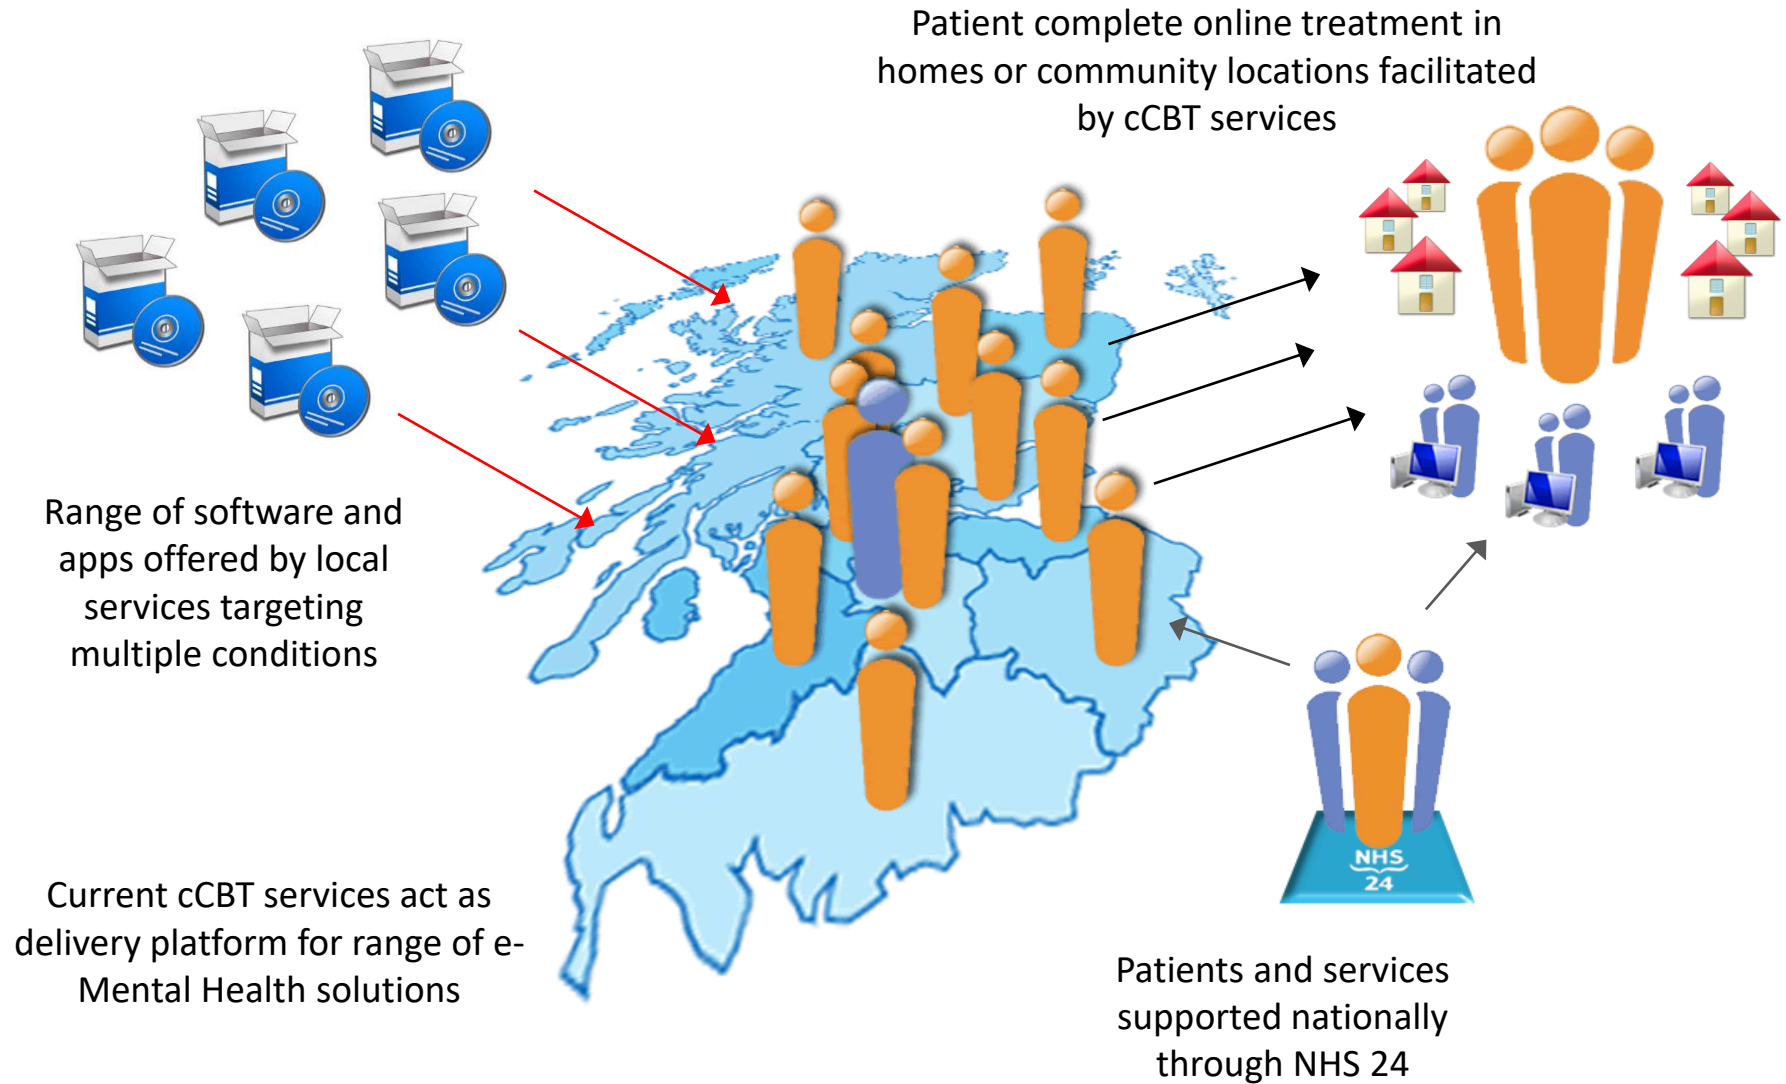 Patient complete online treatment in
homes or community locations facilitated
by cCBT services
Range of software and
apps offered by local
services targeting
multiple conditions
Current cCBT services act as
delivery platform for range of e-
Mental Health solutions
NHS
24
Patients and services
supported nationally
through NHS 24